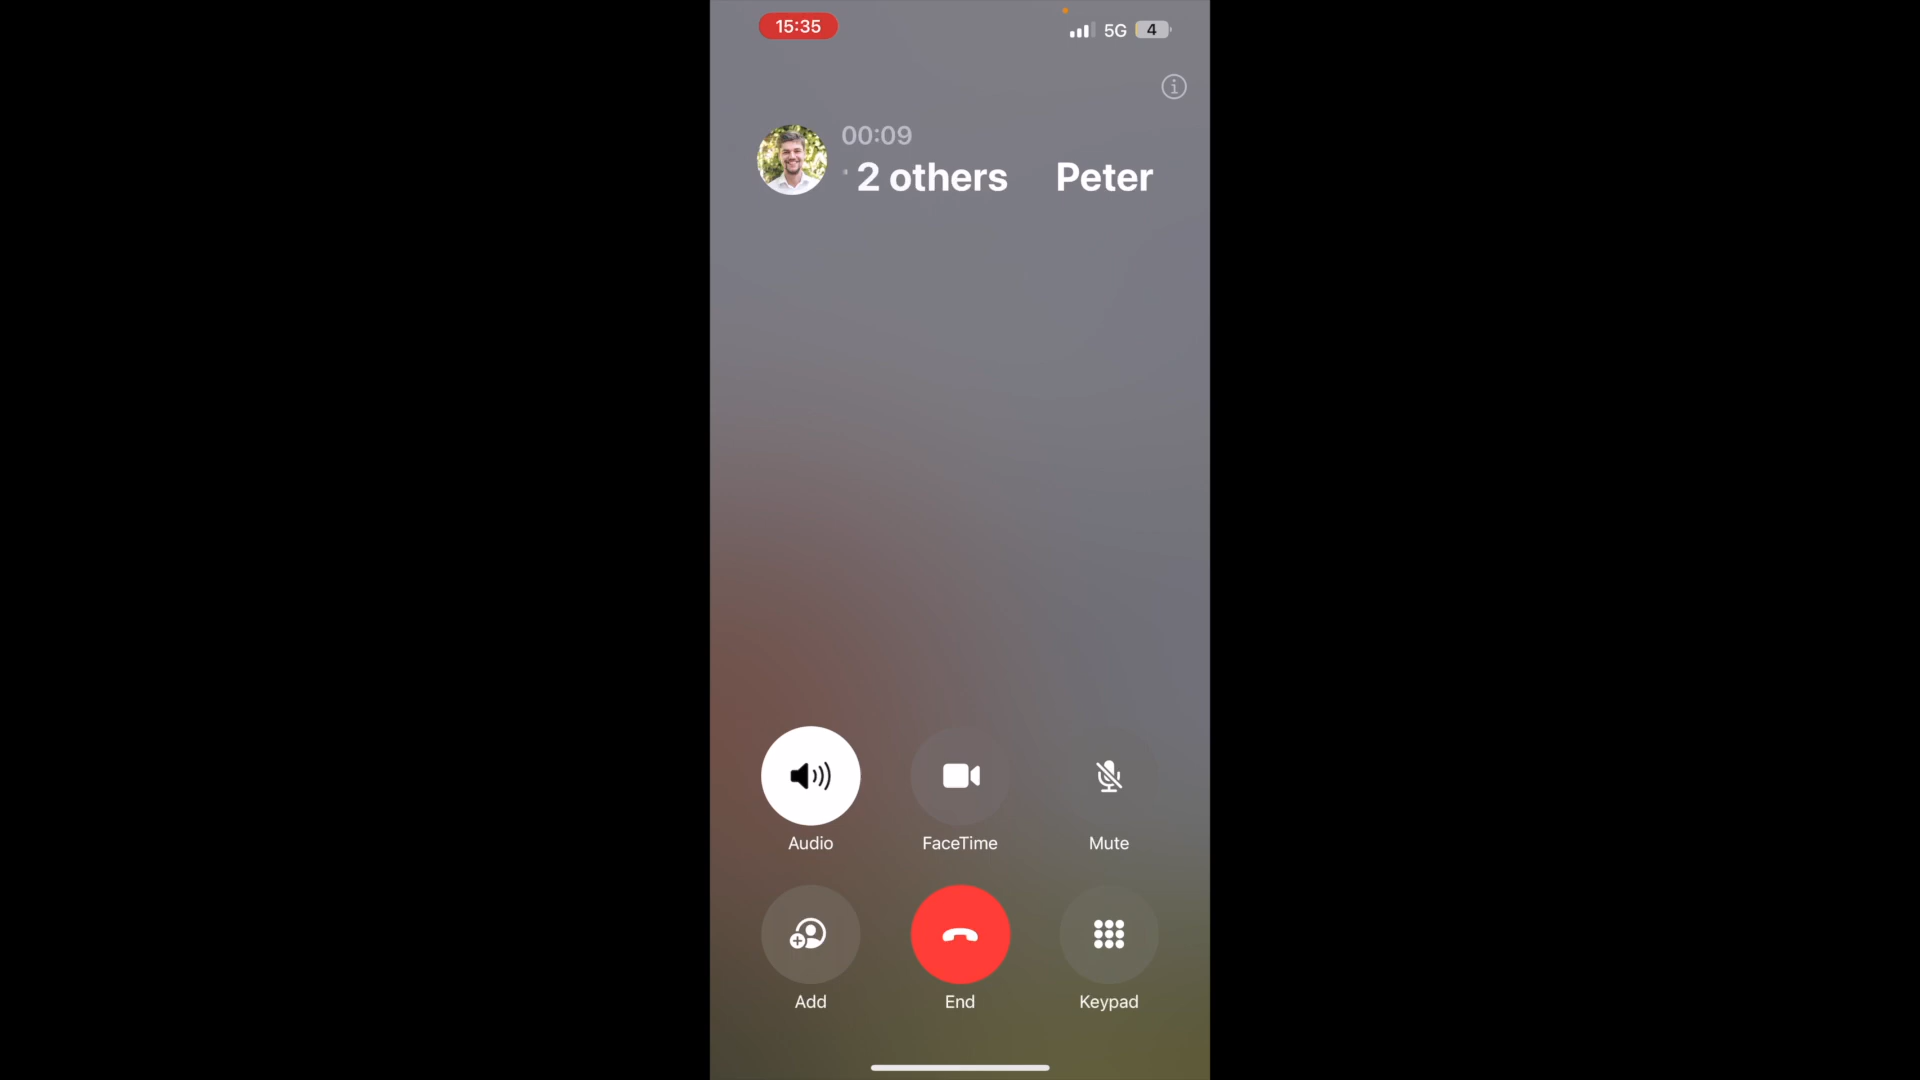 15:35
5G 4
00:09
2 others Peter
Audio FaceTime Mute
Add End Keypad